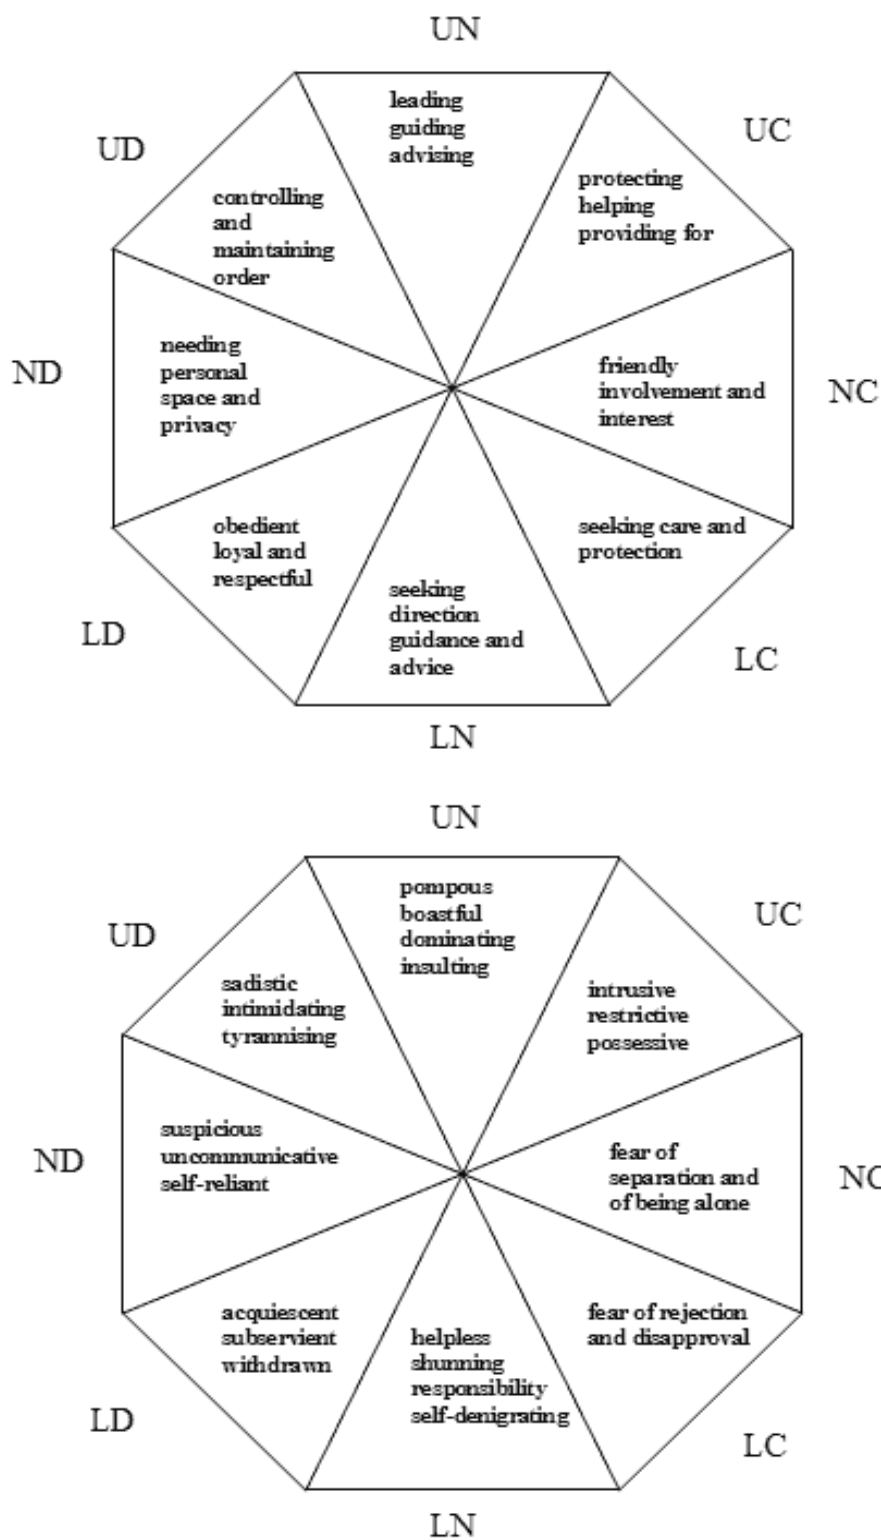 UN
leading
guiding
advising
UC
protecting
helping
providing for
UD
controlling
and
maintaining
order
ND
needing
personal
space and
privacy
friendly
involvement and
interest
NC
obedient
loyal and
respectful
seeking care and
protection
seeking
direction
guidance and
advice
LD
LC
LN
UN
pompous
boastful
dominating
insulting
UC
UD
sadistic
intimidating
tyrannising
intrusive
restrictive
possessive
ND
suspicious
uncommunicative
self-reliant
fear of
separation and
of being alone
NC
acquiescent
subservient
withdrawn
helpless
shunning
responsibility
self-denigrating
fear of rejection
and disapproval
LD
LC
LN